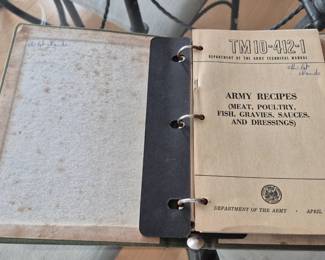 TM 10-412-1
DEPARTMENT OF THE ARMY TECHNICAL MANUAL
ARMY RECIPES
(MEAT, POULTRY,
FISH, GRAVIES, SAUCES,
AND DRESSINGS)
DEPARTMENT OF THE ARMY • APRIL